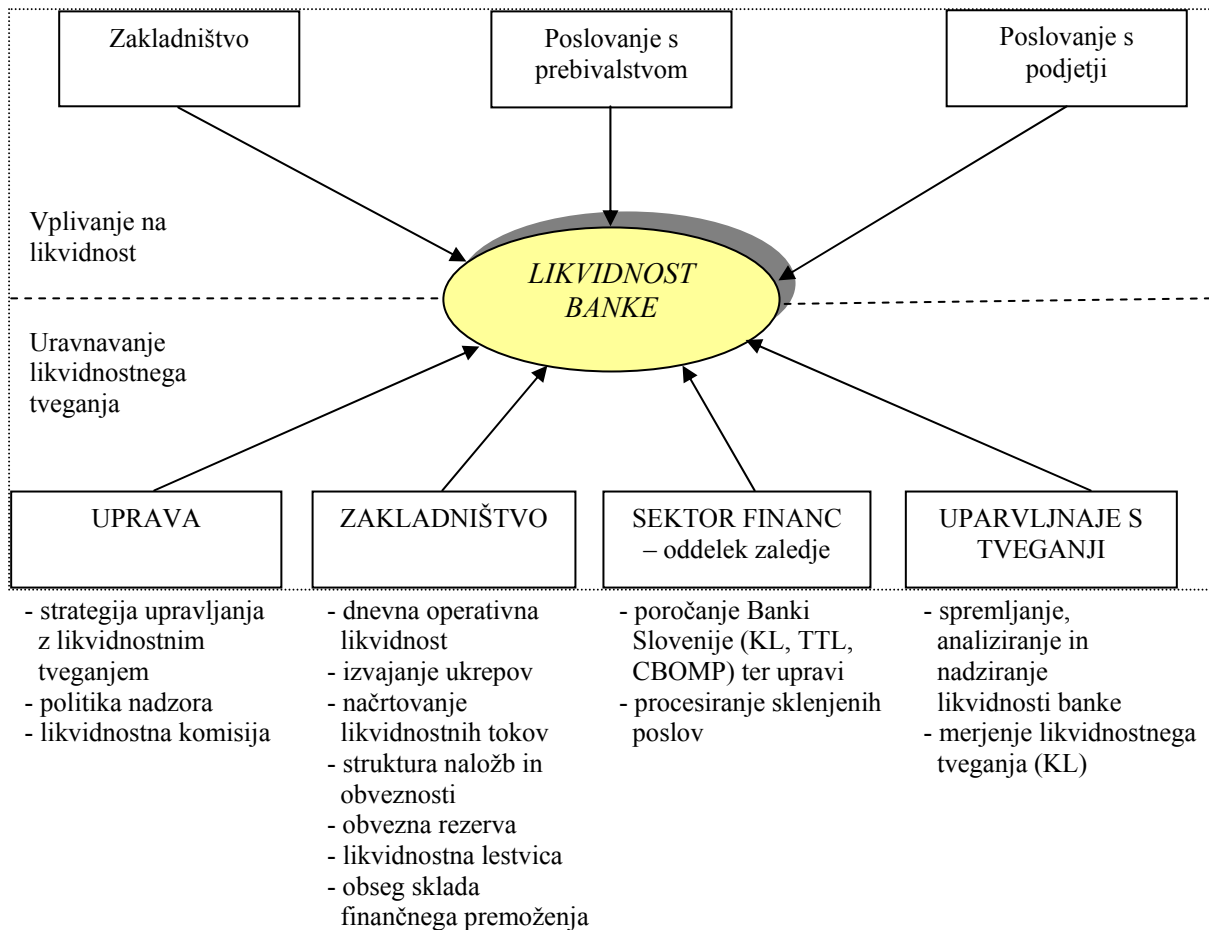 Zakladništvo
Poslovanje s
prebivalstvom
Poslovanje s
podjetji
Vplivanje na
likvidnost
LIKVIDNOST
BANKE
Uravnavanje
likvidnostnega
tveganja
UPRAVA
ZAKLADNIŠTVO
SEKTOR FINANC
– oddelek zaledje
UPARVLJNAJE S
TVEGANJI
- strategija upravljanja
z likvidnostnim
tveganjem
- politika nadzora
- likvidnostna komisija
- dnevna operativna
likvidnost
- izvajanje ukrepov
- načrtovanje
likvidnostnih tokov
- struktura naložb in
obveznosti
- obvezna rezerva
- likvidnostna lestvica
- obseg sklada
finančnega premoženja
- poročanje Banki
Slovenije (KL, TTL,
CBOMP) ter upravi
- procesiranje sklenjenih
poslov
- spremljanje,
analiziranje in
nadziranje
likvidnosti banke
- merjenje likvidnostnega
tveganja (KL)